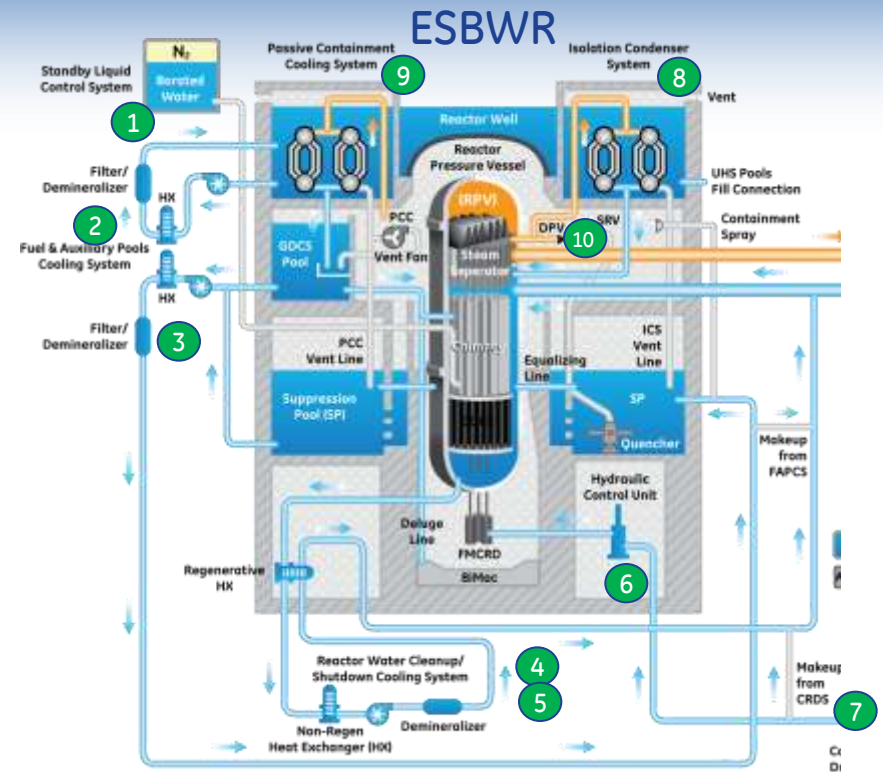 ESBWR
N₂
Borated
Water
Standby Liquid
Control System
1
Passive Containment
Cooling System
9
Isolation Condenser
System
8
Vent
Reactor Well
Reactor
Pressure Vessel
(RPV)
Filter/
Demineralizer
HX
2
Fuel & Auxiliary Pools
Cooling System
HX
Filter/
Demineralizer
3
UHS Pools
Fill Connection
Containment
Spray
PCC
Vent Fan
GDCS
Pool
DPV
10
SRV
Steam
Separator
Chimney
PCC
Vent Line
Suppression
Pool (SP)
Equalizing
Line
ICS
Vent
Line
SP
Quencher
Makeup
from
FAPCS
Hydraulic
Control Unit
6
Deluge
Line
FMCRD
BiMac
Regenerative
HX
Reactor Water Cleanup/
Shutdown Cooling System
4
5
Demineralizer
Non-Regen
Heat Exchanger (HX)
Makeup
from
CRDS
7